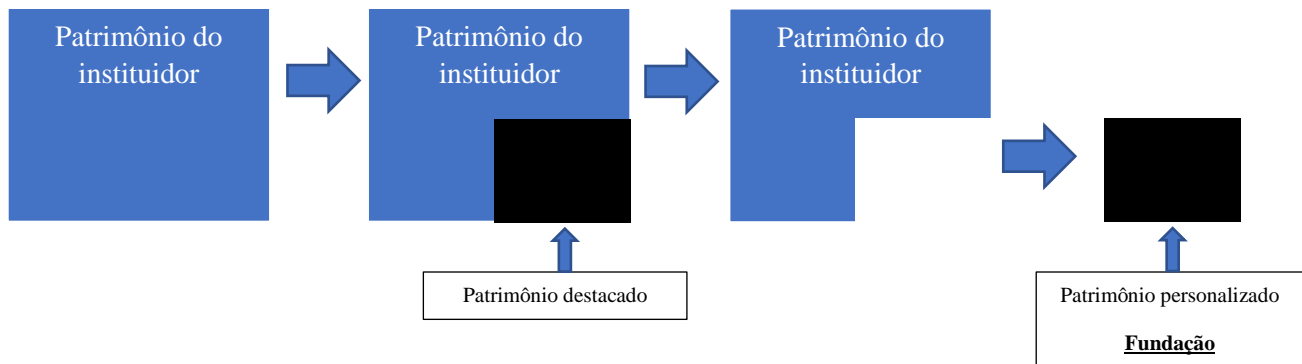 Patrimônio do
instituidor
Patrimônio do
instituidor
Patrimônio do
instituidor
Patrimônio destacado
Patrimônio personalizado
Fundação